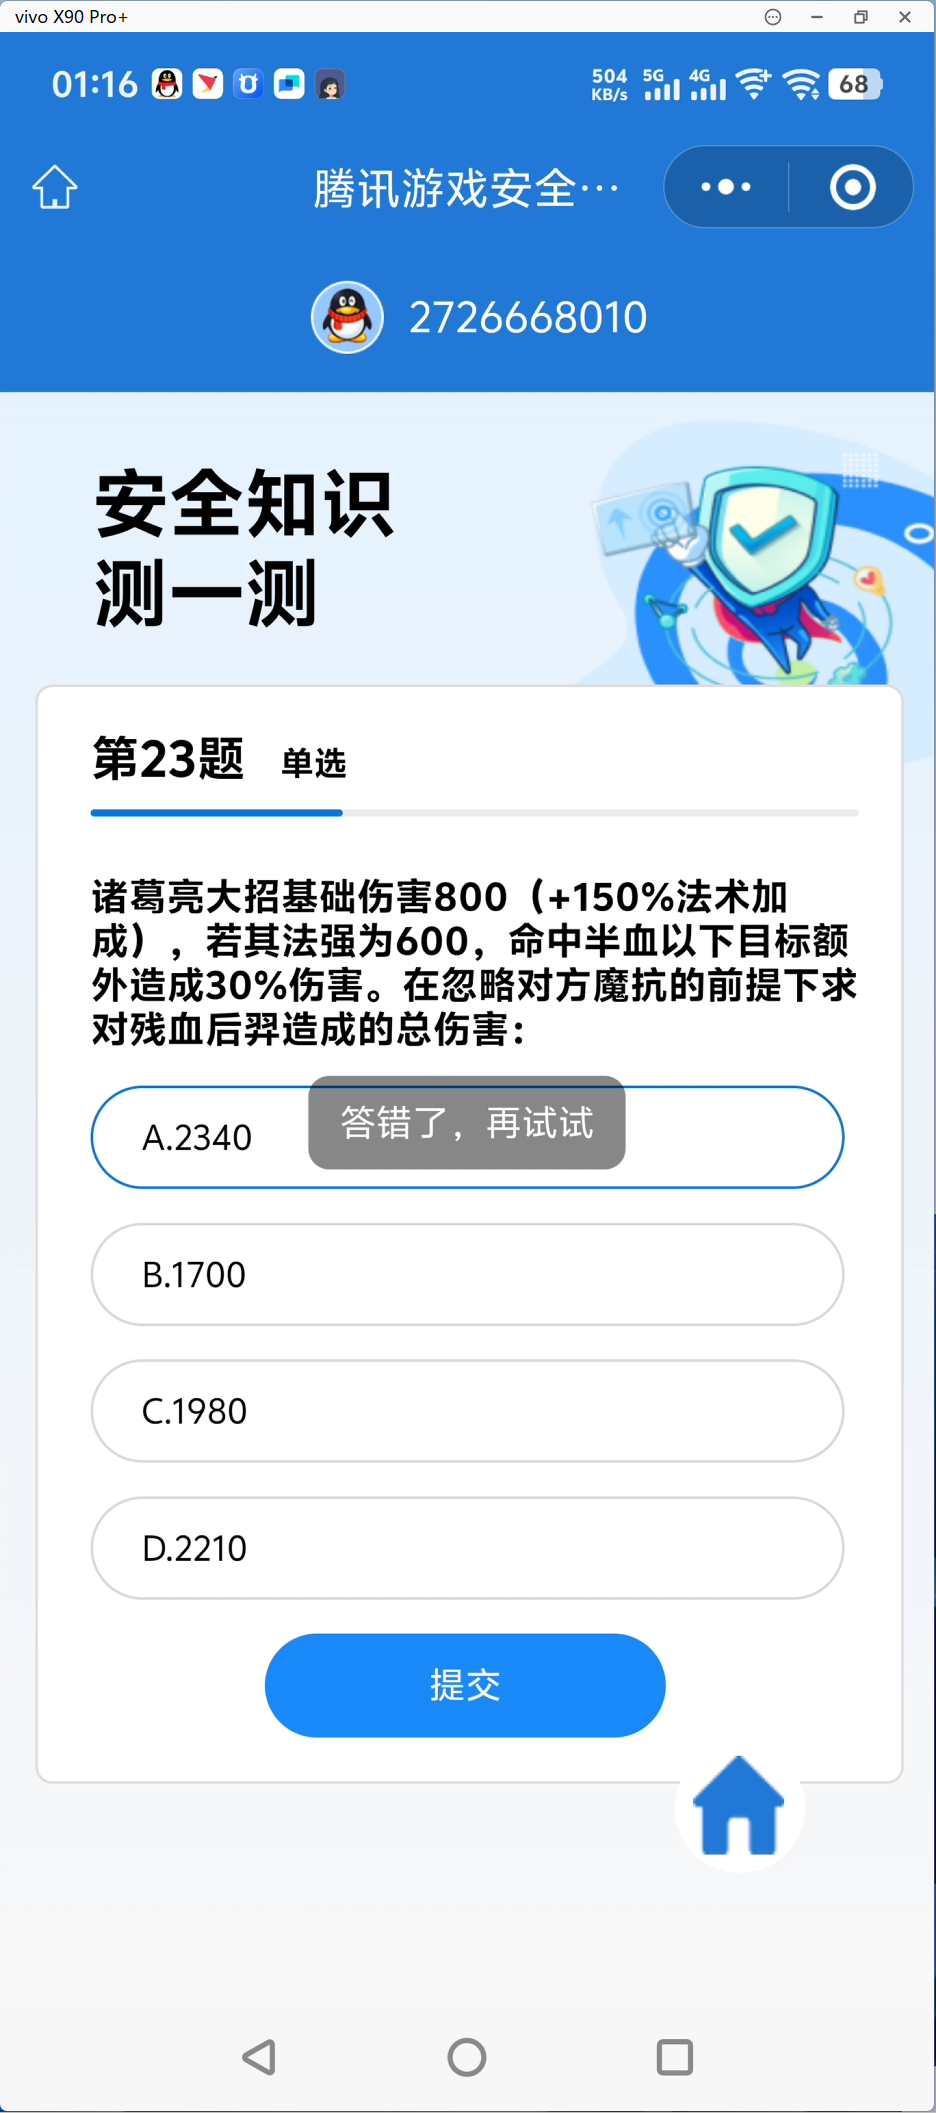 vivo X90 Pro+
01:16
504 KB/s 5G 4G 68
腾讯游戏安全…
2726668010
安全知识
测一测
第23题 单选
诸葛亮大招基础伤害800（+150%法术加
成），若其法强为600，命中半血以下目标额
外造成30%伤害。在忽略对方魔抗的前提下求
对残血后羿造成的总伤害：
A.2340
答错了，再试试
B.1700
C.1980
D.2210
提交